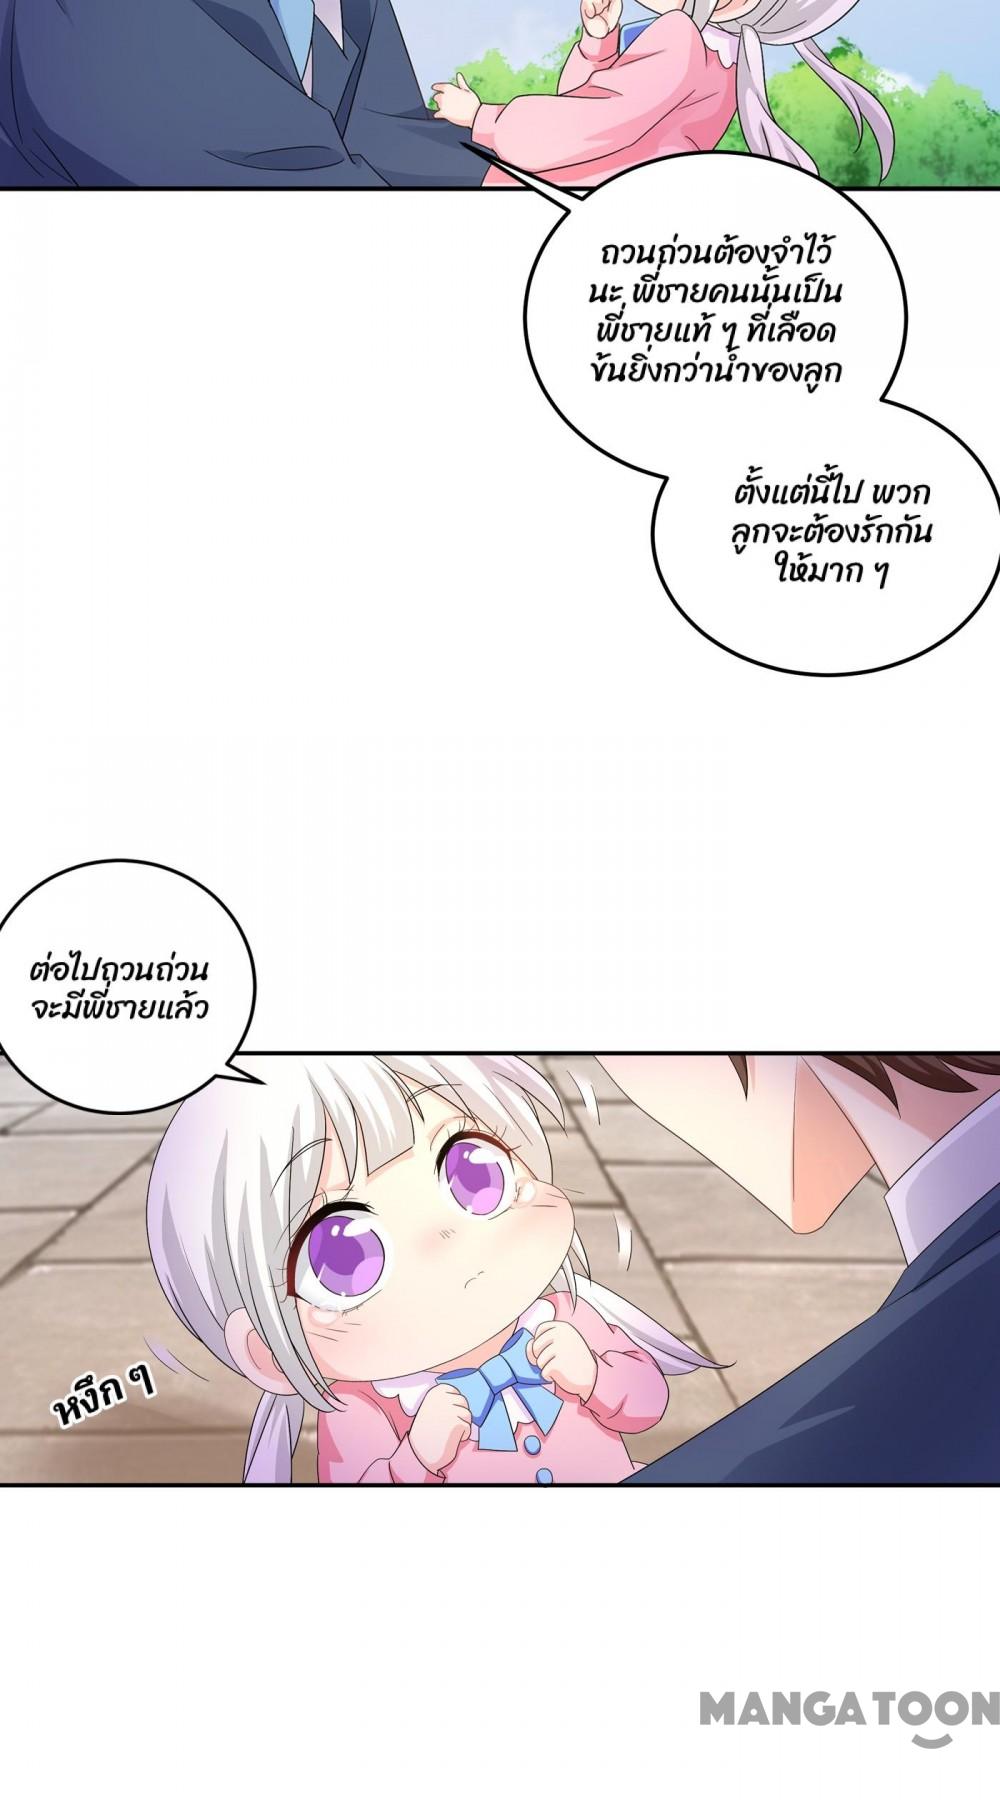 ถวนถ่วนต้องจำไว้
นะ พี่ชายคนนั้นเป็น
พี่ชายแท้ ๆ ที่เลือด
ข้นยิ่งกว่าน้ำของลูก
ตั้งแต่นี้ไป พวก
ลูกจะต้องรักกัน
ให้มาก ๆ
ต่อไปถวนถ่วน
จะมีพี่ชายแล้ว
หงึก ๆ
MANGATOON